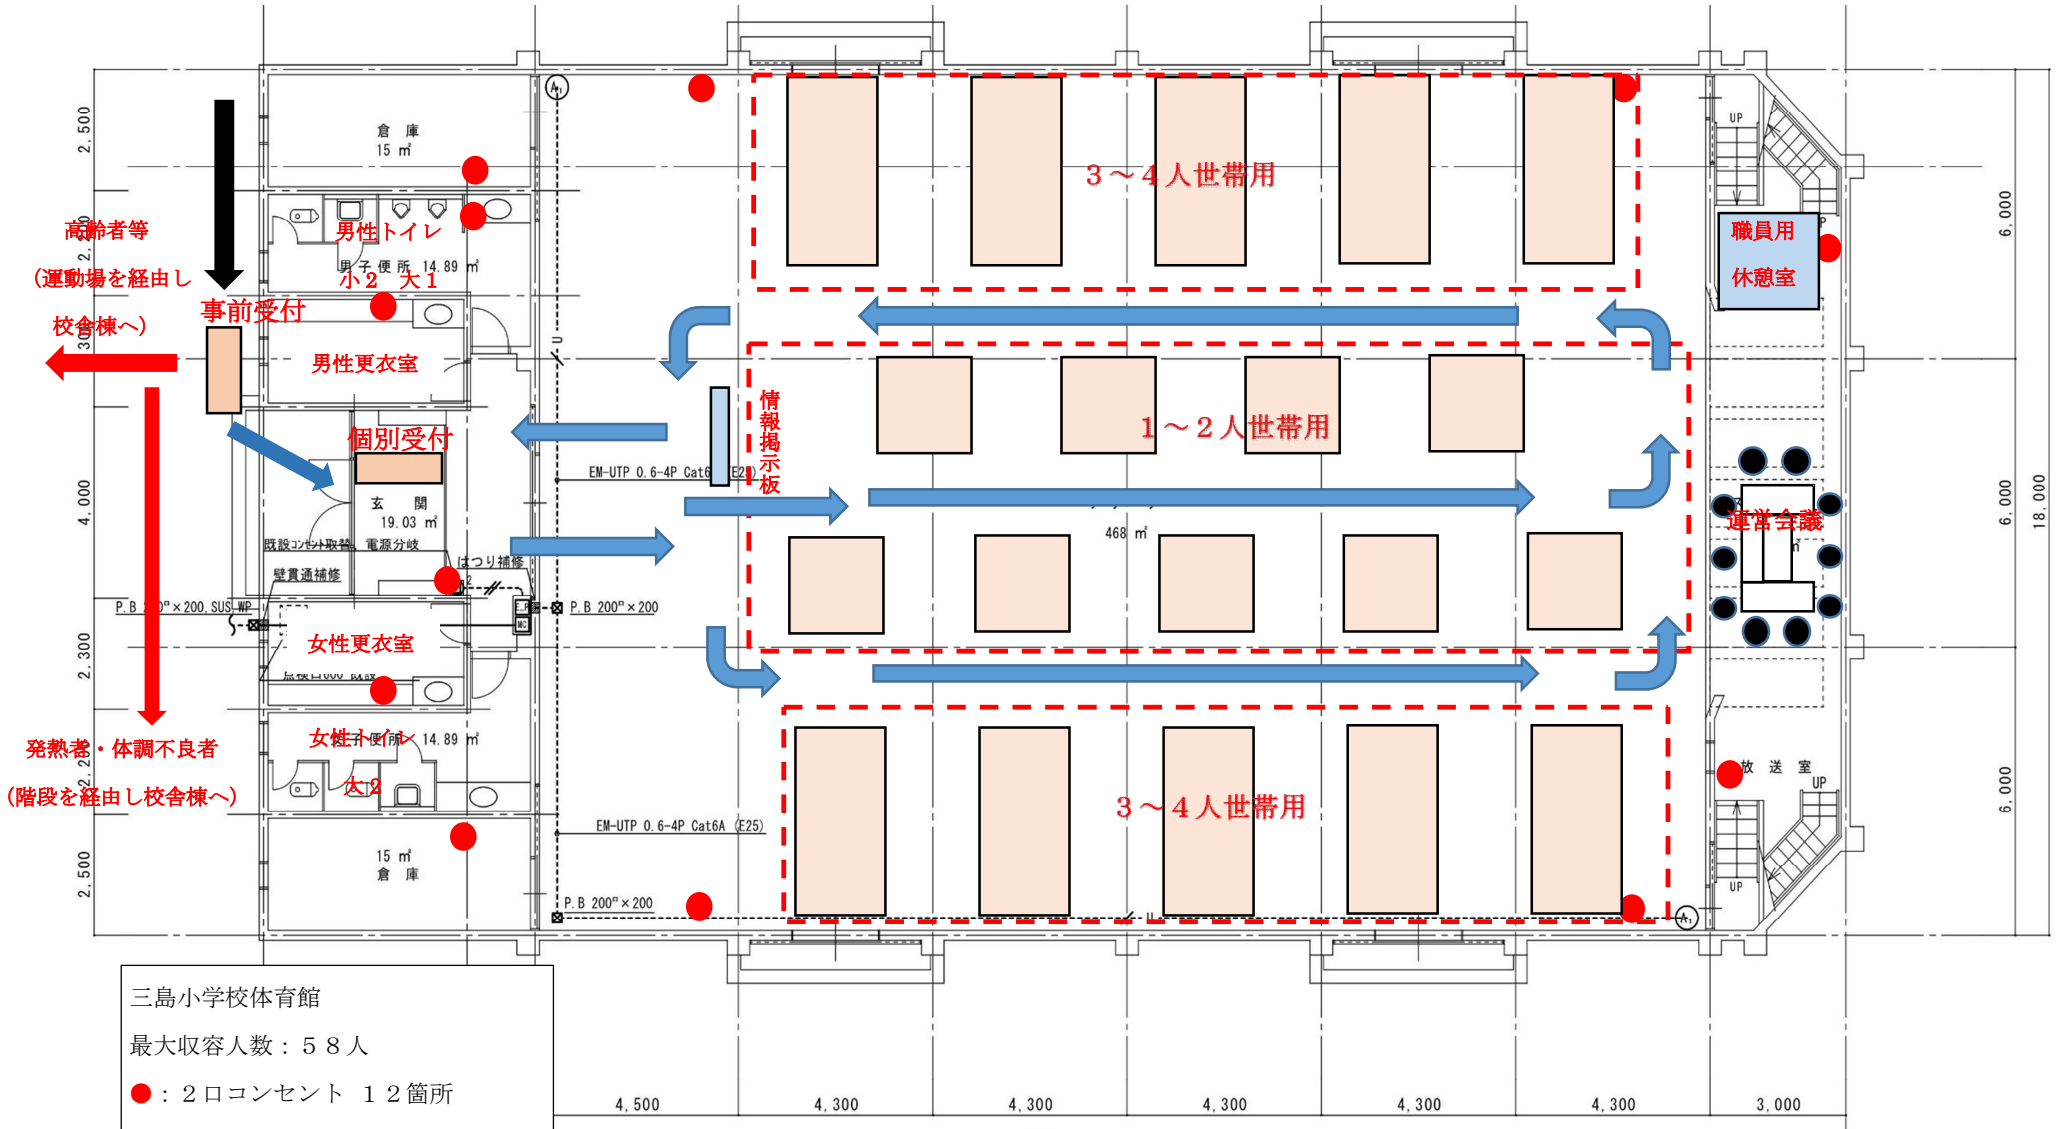 倉 庫
15 ㎡
2,500
UP
3～4人世帯用
6,000
高齢者等
(運動場を経由し
校舎棟へ)
男性トイレ
男子便所 14.89 ㎡
小2 大1
職員用
休憩室
事前受付
男性更衣室
情報掲示板
1～2人世帯用
個別受付
EM-UTP 0.6-4P Cat6
玄 関
19.03 ㎡
4,000
468 ㎡
運営会議
6,000
18,000
既設コンセント取替、電源分岐
はつり補修
壁貫通補修
P.B 200□×200
女性更衣室
2,300
女性トイレ
14.89 ㎡
大2
発熱者・体調不良者
(階段を経由し校舎棟へ)
放 送 室
UP
3～4人世帯用
6,000
EM-UTP 0.6-4P Cat6A (E25)
15 ㎡
倉 庫
2,500
UP
P.B 200□×200
三島小学校体育館
最大収容人数：58人
：2口コンセント 12箇所
4,500
4,300
4,300
4,300
4,300
4,300
3,000